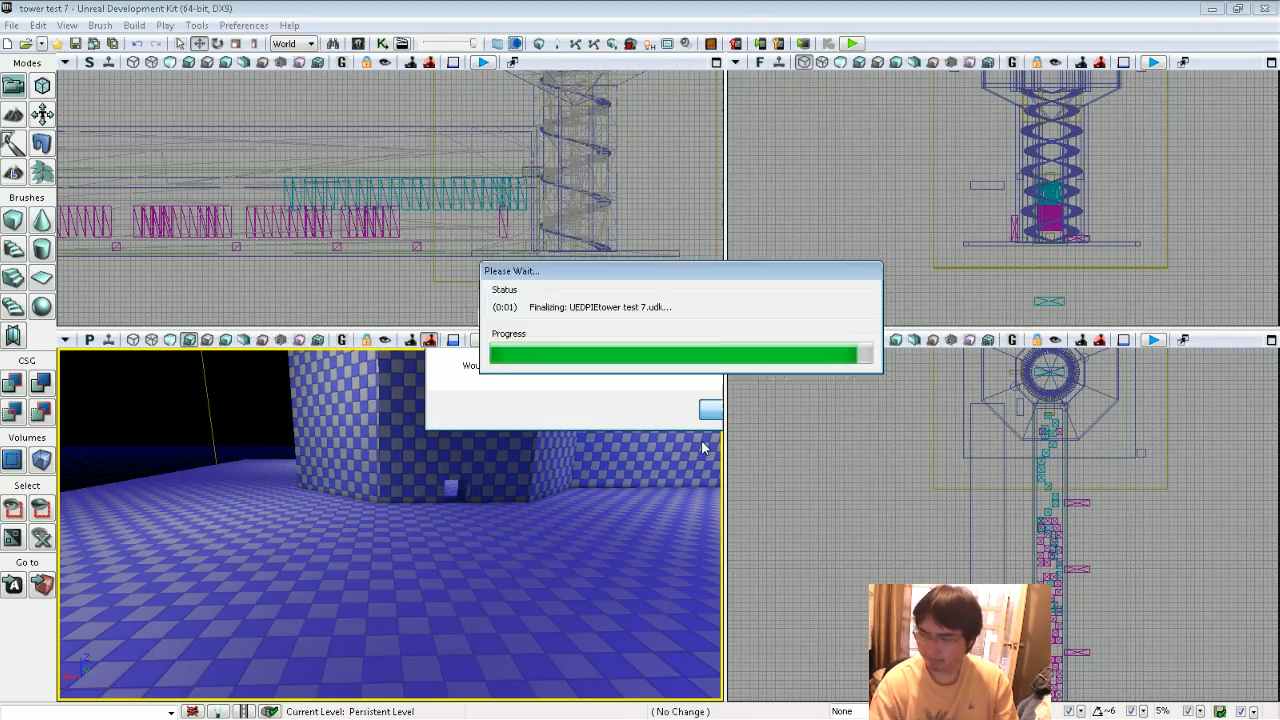 tower test 7 - Unreal Development Kit (64-bit, DX9)
File Edit View Brush Build Play Tools Preferences Help
World
Modes
S G
F G
Brushes
Please Wait...
Status
(0:01) Finalizing: UEDPIEtower test 7.udk...
Progress
P G
G
CSG
Volumes
Select
Go to
Z
Current Level: Persistent Level
( No Change )
None
~6
5%